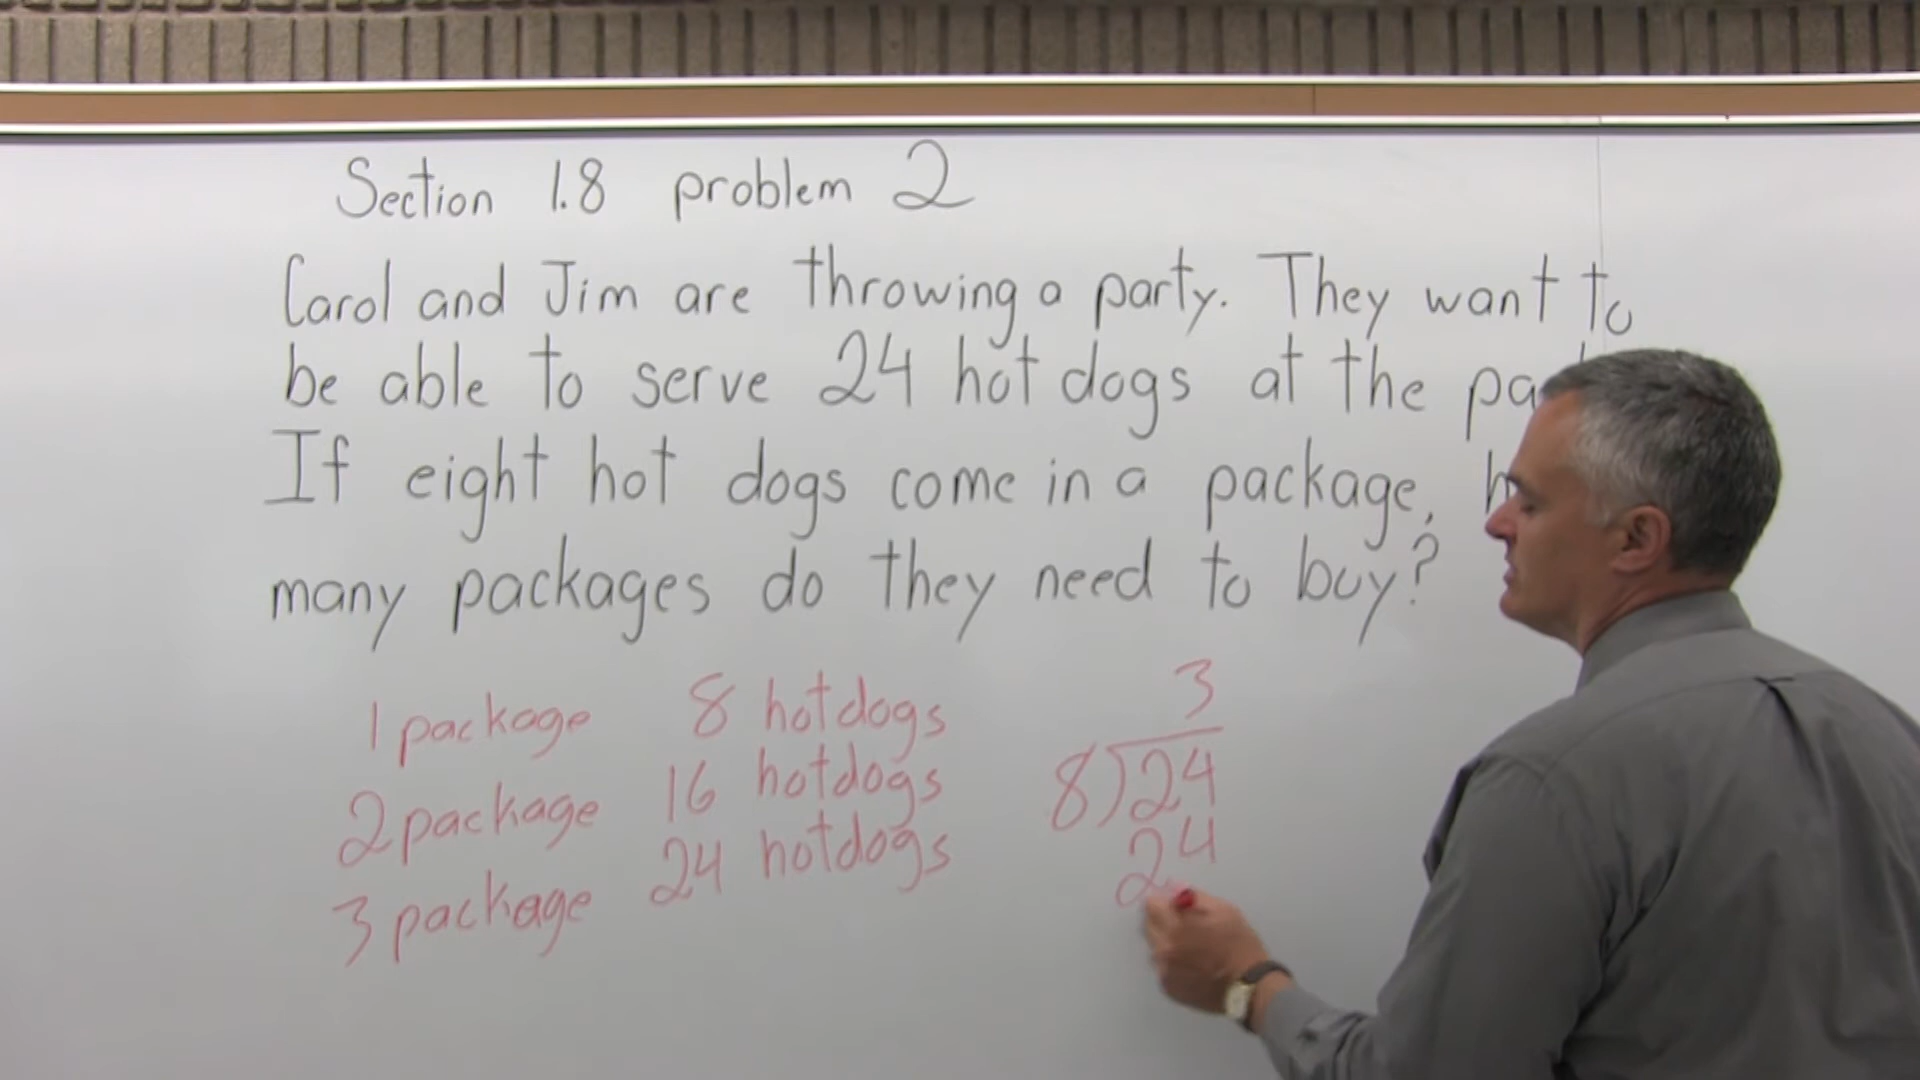 Section 1.8 problem 2
Carol and Jim are throwing a party. They want to
be able to serve 24 hot dogs at the
If eight hot dogs come in a package,
many packages do they need to buy?
1 package 8 hotdogs
2 package 16 hotdogs
3 package 24 hotdogs
3
8)24
24